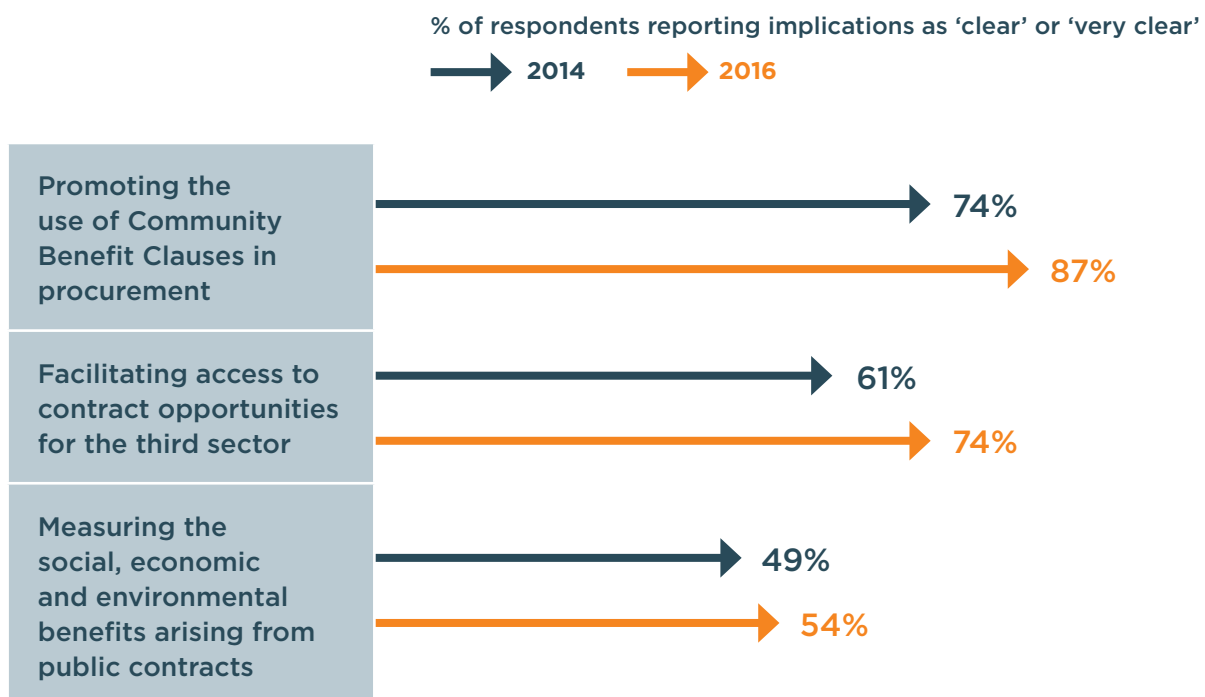 % of respondents reporting implications as ‘clear’ or ‘very clear’
2014 2016
Promoting the
use of Community
Benefit Clauses in
procurement
74%
87%
Facilitating access to
contract opportunities
for the third sector
61%
74%
Measuring the
social, economic
and environmental
benefits arising from
public contracts
49%
54%